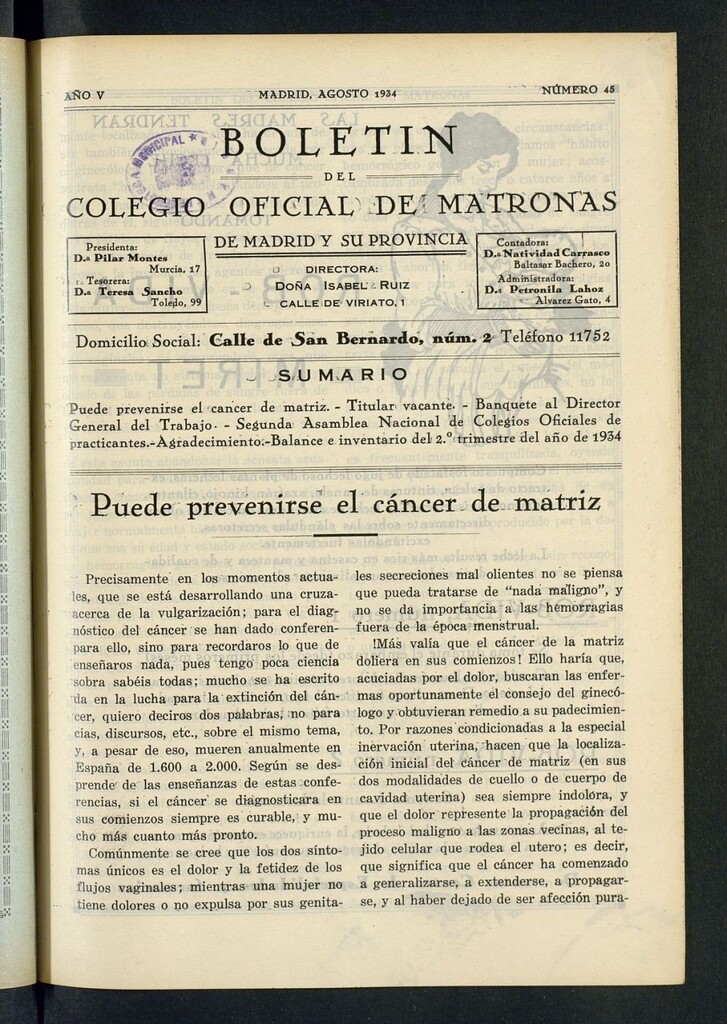 AÑO V
MADRID, AGOSTO 1934
NÚMERO 45
BOLETIN
DEL
COLEGIO OFICIAL DE MATRONAS
DE MADRID Y SU PROVINCIA
Presidenta:
D.ª Pilar Montes
Murcia, 17
Tesorera:
D.ª Teresa Sancho
Toledo, 99
DIRECTORA:
DOÑA ISABEL RUIZ
CALLE DE VIRIATO, 1
Contadora:
D.ª Natividad Carrasco
Baltasar Bachero, 20
Administradora:
D.ª Petronila Lahoz
Alvarez Gato, 4
Domicilio Social: Calle de San Bernardo, núm. 2 Teléfono 11752
SUMARIO
Puede prevenirse el cancer de matriz. - Titular vacante. - Banquete al Director
General del Trabajo. - Segunda Asamblea Nacional de Colegios Oficiales de
practicantes.-Agradecimiento.-Balance e inventario del 2.º trimestre del año de 1934
Puede prevenirse el cáncer de matriz
Precisamente en los momentos actua-
les, que se está desarrollando una cruza-
acerca de la vulgarización; para el diag-
nóstico del cáncer se han dado conferen-
para ello, sino para recordaros lo que de
enseñaros nada, pues tengo poca ciencia
sobra sabéis todas; mucho se ha escrito
da en la lucha para la extinción del cán-
cer, quiero deciros dos palabras, no para
cias, discursos, etc., sobre el mismo tema,
y, a pesar de eso, mueren anualmente en
España de 1.600 a 2.000. Según se des-
prende de las enseñanzas de estas confe-
rencias, si el cáncer se diagnosticara en
sus comienzos siempre es curable, y mu-
cho más cuanto más pronto.
Comúnmente se cree que los dos sínto-
mas únicos es el dolor y la fetidez de los
flujos vaginales; mientras una mujer no
tiene dolores o no expulsa por sus genita-
les secreciones mal olientes no se piensa
que pueda tratarse de "nada maligno", y
no se da importancia a las hemorragias
fuera de la época menstrual.
!Más valía que el cáncer de la matriz
doliera en sus comienzos! Ello haría que,
acuciadas por el dolor, buscaran las enfer-
mas oportunamente el consejo del ginecó-
logo y obtuvieran remedio a su padecimien-
to. Por razones condicionadas a la especial
inervación uterina, hacen que la localiza-
ción inicial del cáncer de matriz (en sus
dos modalidades de cuello o de cuerpo de
cavidad uterina) sea siempre indolora, y
que el dolor represente la propagación del
proceso maligno a las zonas vecinas, al te-
jido celular que rodea el utero; es decir,
que significa que el cáncer ha comenzado
a generalizarse, a extenderse, a propagar-
se, y al haber dejado de ser afección pura-